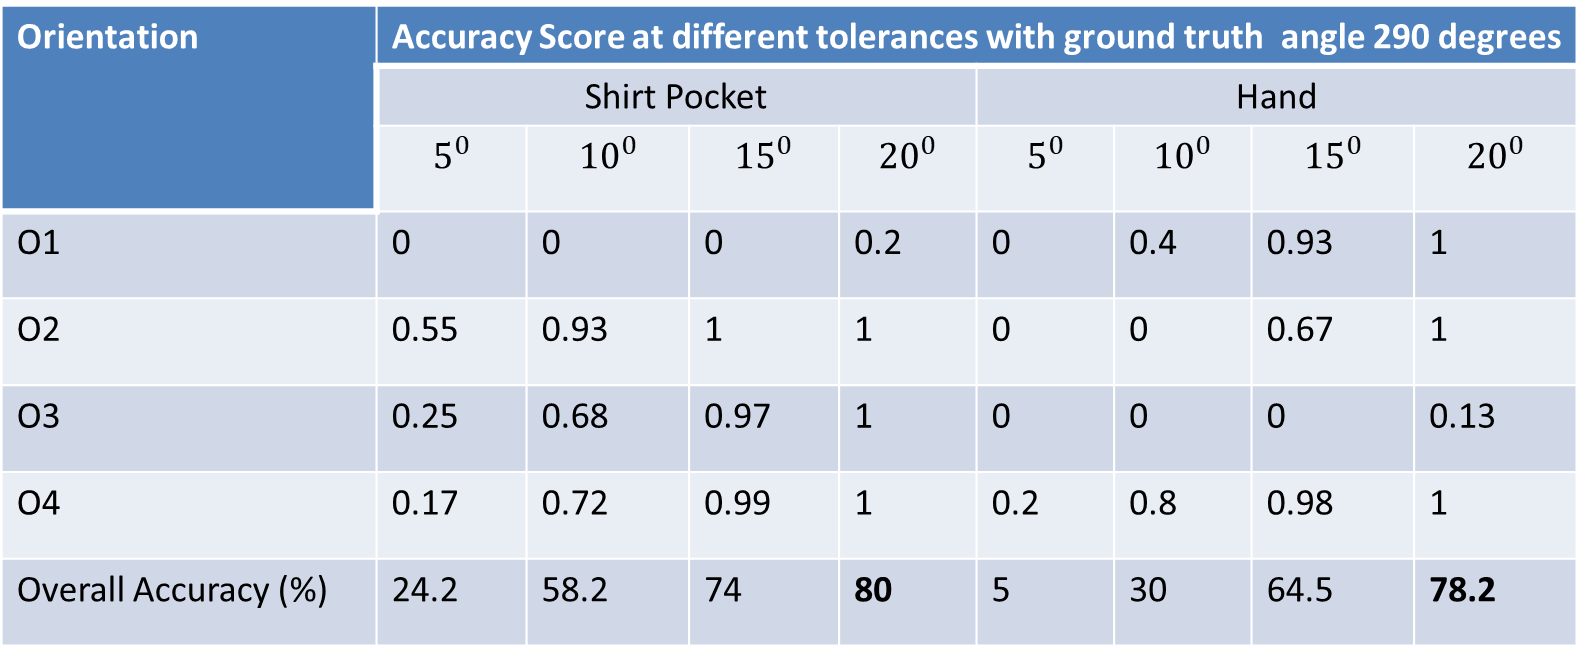 Orientation Accuracy Score at different tolerances with ground truth angle 290 degrees
Shirt Pocket Hand
5⁰ 10⁰ 15⁰ 20⁰ 5⁰ 10⁰ 15⁰ 20⁰
O1 0 0 0 0.2 0 0.4 0.93 1
O2 0.55 0.93 1 1 0 0 0.67 1
O3 0.25 0.68 0.97 1 0 0 0 0.13
O4 0.17 0.72 0.99 1 0.2 0.8 0.98 1
Overall Accuracy (%) 24.2 58.2 74 80 5 30 64.5 78.2